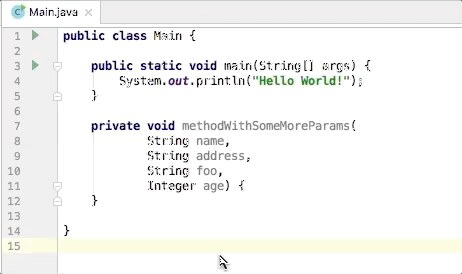 Main.java
1 public class Main {
2
3 public static void main(String[] args) {
4 System.out.println("Hello World!");
5 }
6
7 private void methodWithSomeMoreParams(
8 String name,
9 String address,
10 String foo,
11 Integer age) {
12 }
13
14 }
15